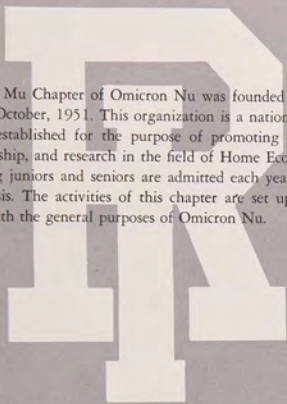 Mu Chapter of Omicron Nu was founded
October, 1951. This organization is a nation
established for the purpose of promoting
ship, and research in the field of Home Eco
juniors and seniors are admitted each yea
sis. The activities of this chapter are set up
th the general purposes of Omicron Nu.
R